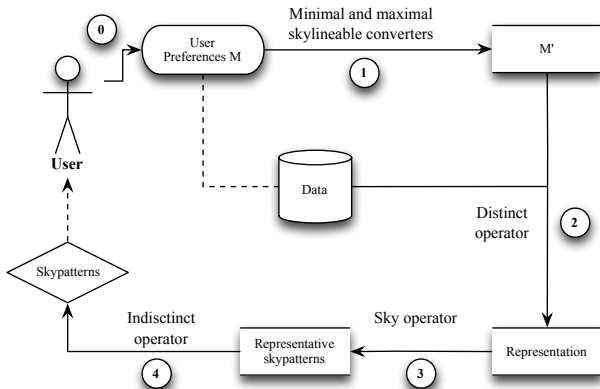 0
User
Preferences M
Minimal and maximal
skylineable converters
1
M'
User
Data
Distinct
operator
2
Skypatterns
Indisctinct
operator
4
Representative
skypatterns
Sky operator
3
Representation